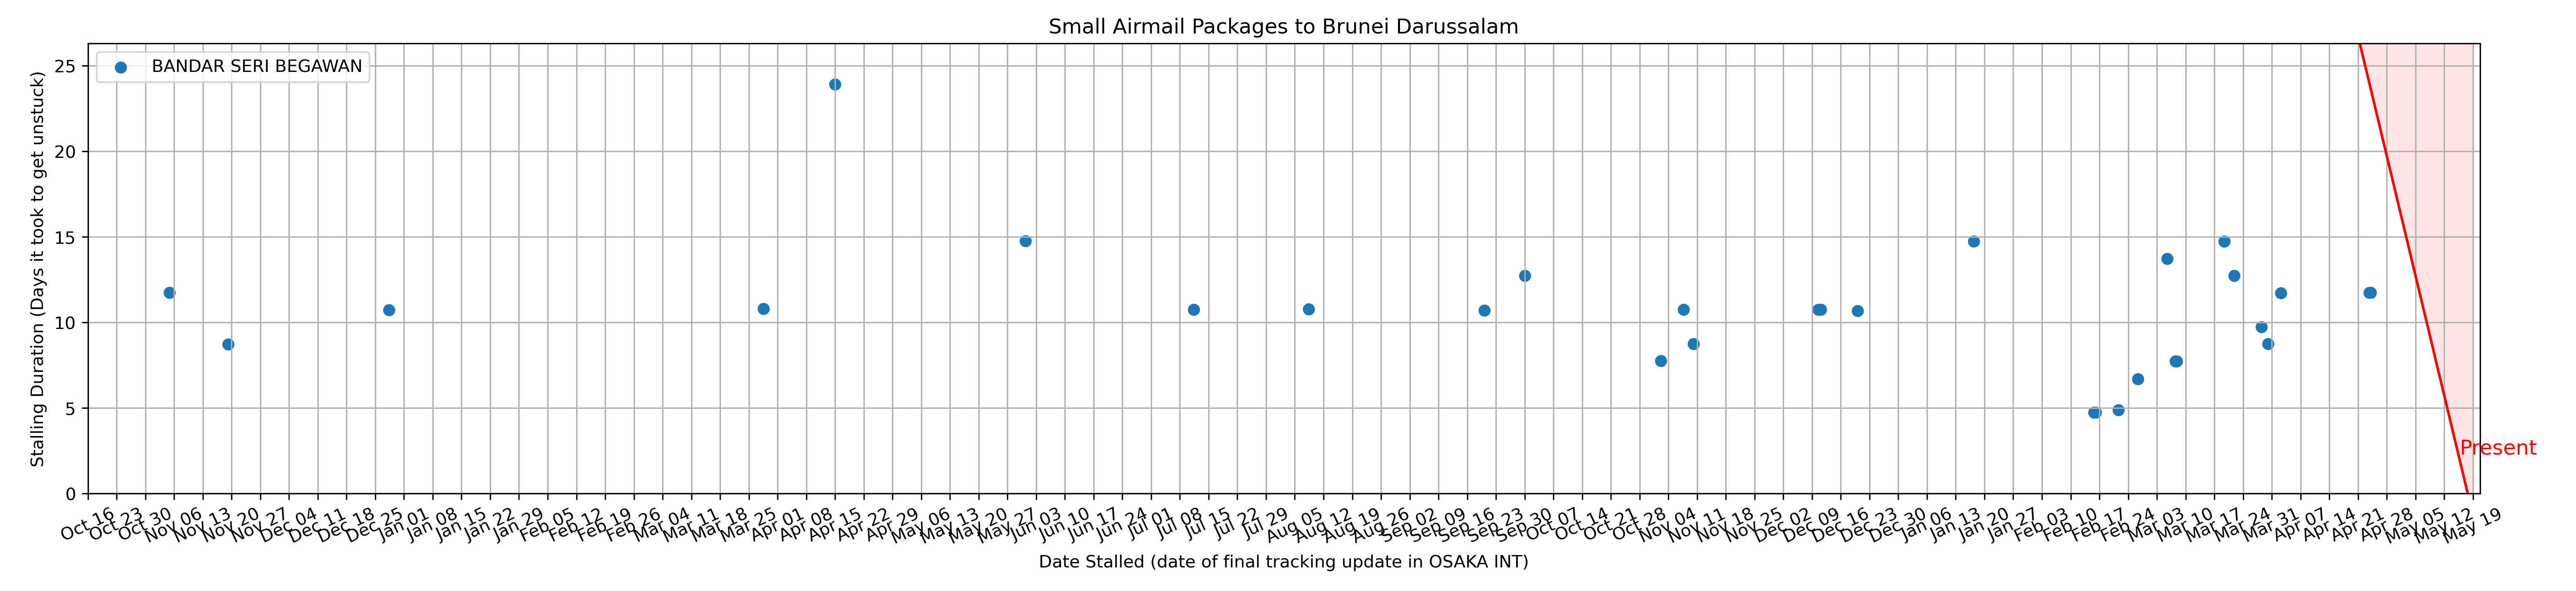 Small Airmail Packages to Brunei Darussalam
BANDAR SERI BEGAWAN
Stalling Duration (Days it took to get unstuck)
25
20
15
10
5
0
Present
Oct 16 Oct 23 Oct 30 Nov 06 Nov 13 Nov 20 Nov 27 Dec 04 Dec 11 Dec 18 Dec 25 Jan 01 Jan 08 Jan 15 Jan 22 Jan 29 Feb 05 Feb 12 Feb 19 Feb 26 Mar 04 Mar 11 Mar 18 Mar 25 Apr 01 Apr 08 Apr 15 Apr 22 Apr 29 May 06 May 13 May 20 May 27 Jun 03 Jun 10 Jun 17 Jun 24 Jul 01 Jul 08 Jul 15 Jul 22 Jul 29 Aug 05 Aug 12 Aug 19 Aug 26 Sep 02 Sep 09 Sep 16 Sep 23 Sep 30 Oct 07 Oct 14 Oct 21 Oct 28 Nov 04 Nov 11 Nov 18 Nov 25 Dec 02 Dec 09 Dec 16 Dec 23 Dec 30 Jan 06 Jan 13 Jan 20 Jan 27 Feb 03 Feb 10 Feb 17 Feb 24 Mar 03 Mar 10 Mar 17 Mar 24 Mar 31 Apr 07 Apr 14 Apr 21 Apr 28 May 05 May 12 May 19
Date Stalled (date of final tracking update in OSAKA INT)